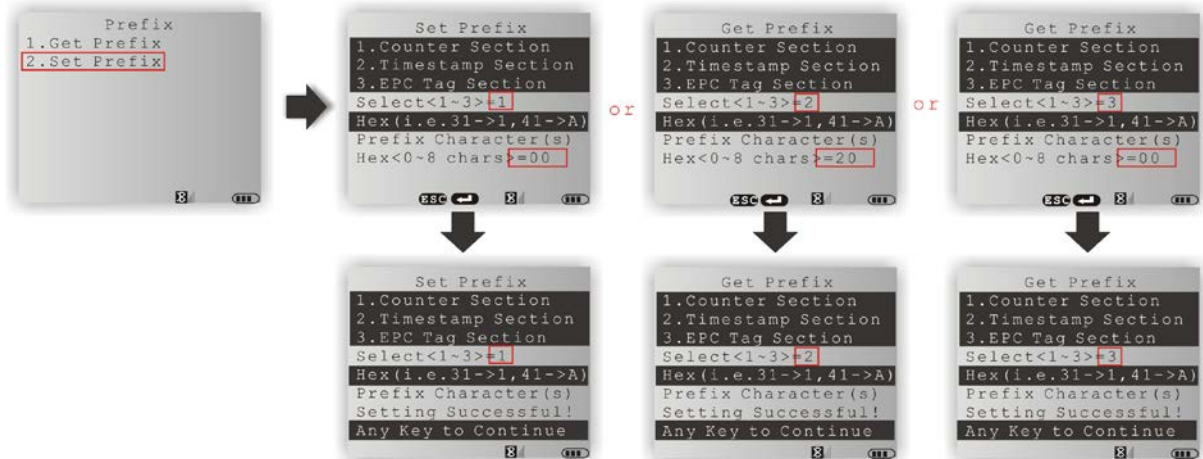 Prefix
1.Get Prefix
2.Set Prefix
Set Prefix
1.Counter Section
2.Timestamp Section
3.EPC Tag Section
Select<1~3>=1
Hex(i.e.31->1,41->A)
Prefix Character(s)
Hex<0~8 chars>=00
ESC
or
Get Prefix
1.Counter Section
2.Timestamp Section
3.EPC Tag Section
Select<1~3>=2
Hex(i.e.31->1,41->A)
Prefix Character(s)
Hex<0~8 chars>=20
ESC
or
Get Prefix
1.Counter Section
2.Timestamp Section
3.EPC Tag Section
Select<1~3>=3
Hex(i.e.31->1,41->A)
Prefix Character(s)
Hex<0~8 chars>=00
ESC
Set Prefix
1.Counter Section
2.Timestamp Section
3.EPC Tag Section
Select<1~3>=1
Hex(i.e.31->1,41->A)
Prefix Character(s)
Setting Successful!
Any Key to Continue
Get Prefix
1.Counter Section
2.Timestamp Section
3.EPC Tag Section
Select<1~3>=2
Hex(i.e.31->1,41->A)
Prefix Character(s)
Setting Successful!
Any Key to Continue
Get Prefix
1.Counter Section
2.Timestamp Section
3.EPC Tag Section
Select<1~3>=3
Hex(i.e.31->1,41->A)
Prefix Character(s)
Setting Successful!
Any Key to Continue